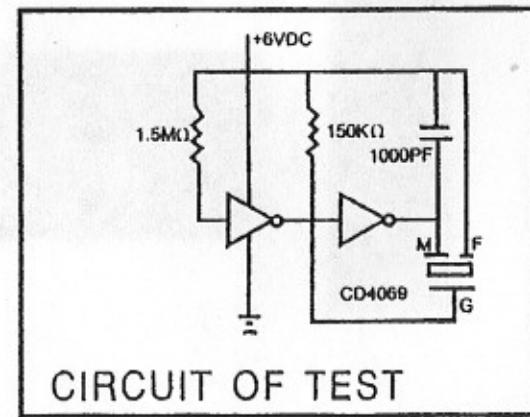 +6VDC
1.5MΩ
150KΩ
1000PF
M
F
CD4069
G
CIRCUIT OF TEST